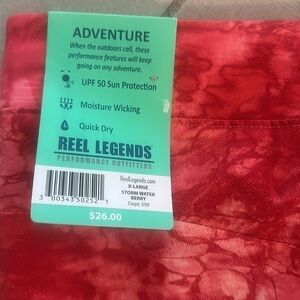 ADVENTURE
When the outdoors call, these
performance features will keep
going on any adventure.
UPF 50 Sun Protection
Moisture Wicking
Quick Dry
REEL LEGENDS
PERFORMANCE OUTFITTERS
ReelLegends.com
X-LARGE
STORM WATER
BERRY
Dept: 599
3 00343 50252 1
$26.00